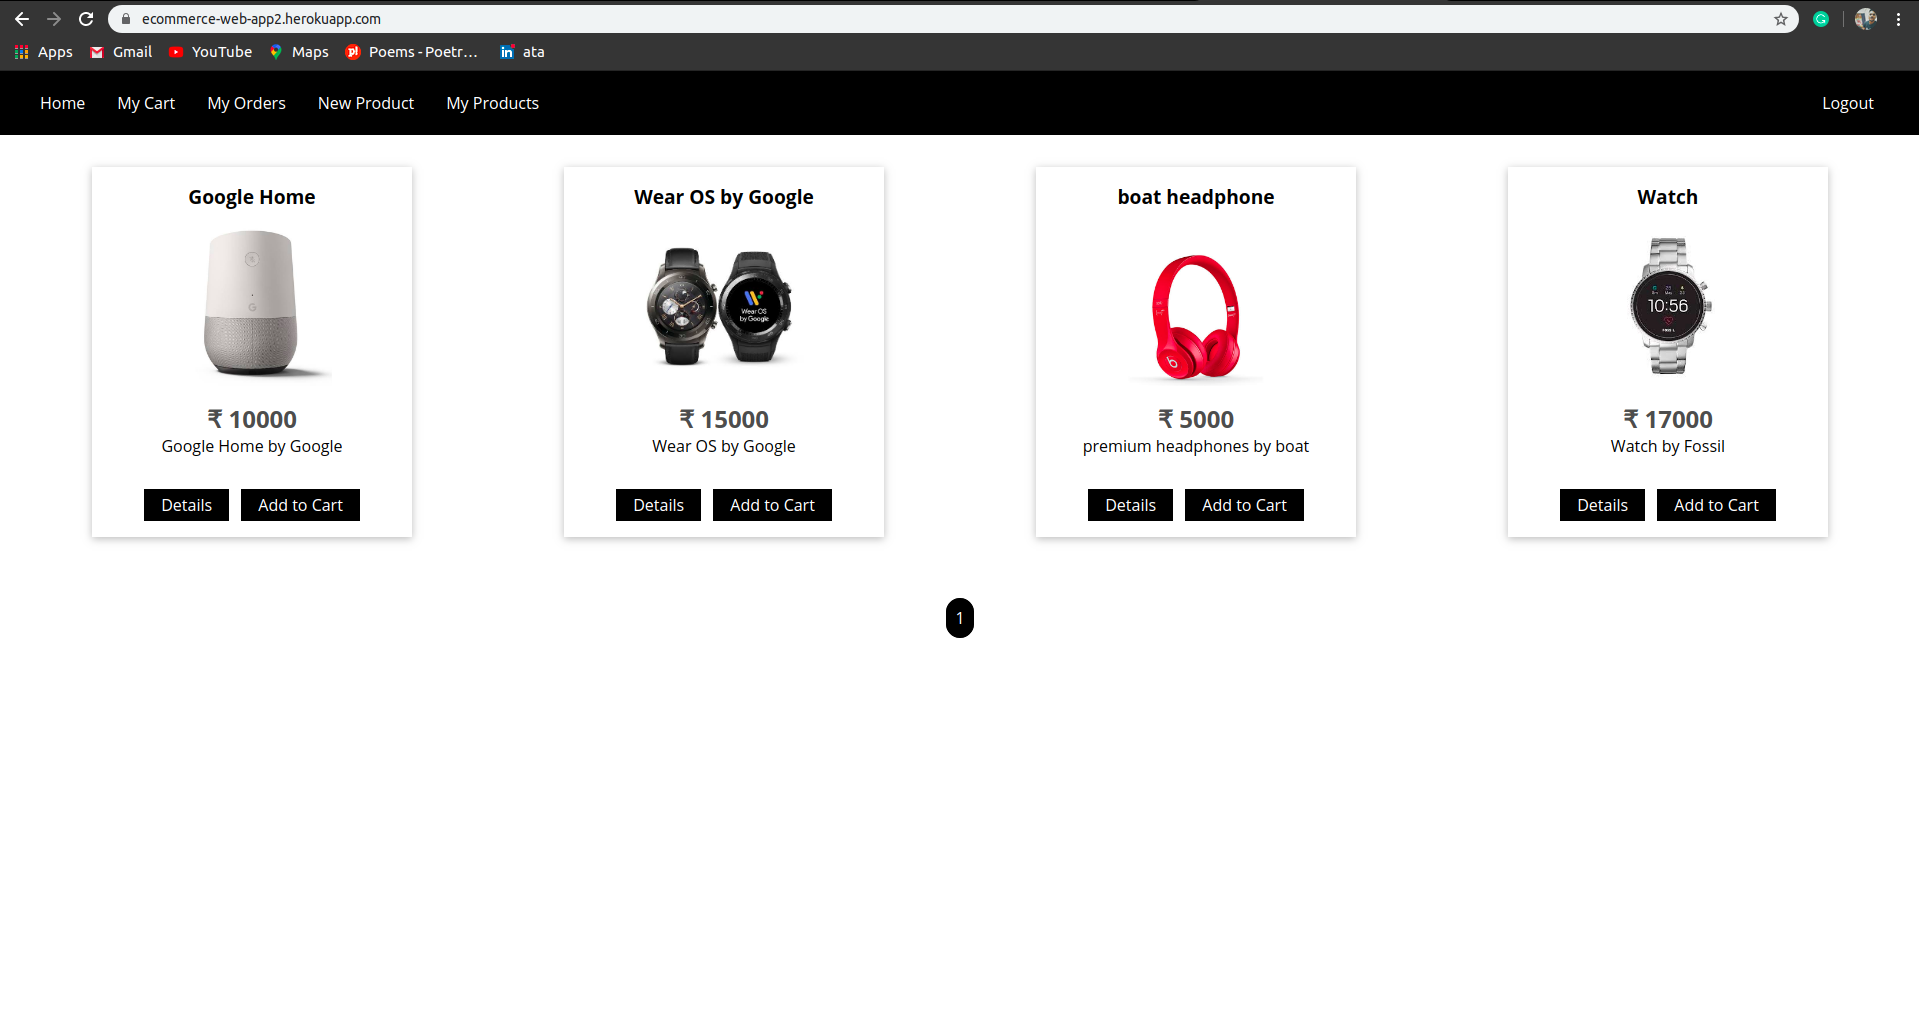 ecommerce-web-app2.herokuapp.com
Apps Gmail YouTube Maps Poems - Poetr... ata
Home My Cart My Orders New Product My Products Logout
Google Home
₹ 10000
Google Home by Google
Details Add to Cart
Wear OS by Google
Wear OS
by Google
₹ 15000
Wear OS by Google
Details Add to Cart
boat headphone
b
₹ 5000
premium headphones by boat
Details Add to Cart
Watch
10:56
₹ 17000
Watch by Fossil
Details Add to Cart
1